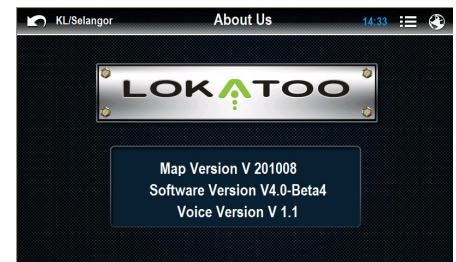 KL/Selangor About Us 14:33
LOKATOO
Map Version V 201008
Software Version V4.0-Beta4
Voice Version V 1.1